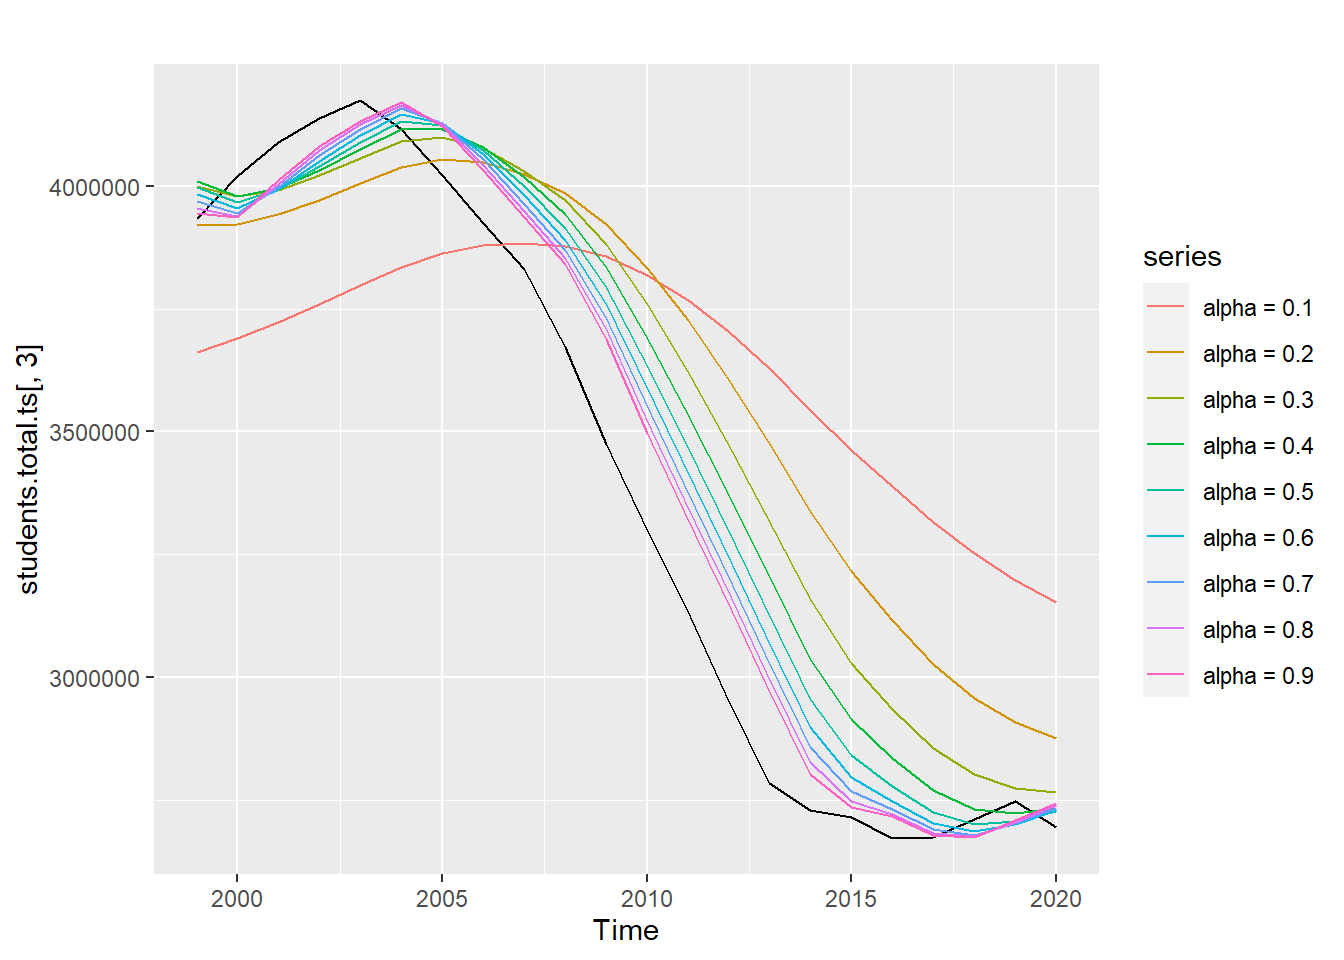 students.total.ts[, 3]
4000000
3500000
3000000
2000
2005
2010
2015
2020
Time
series
alpha = 0.1
alpha = 0.2
alpha = 0.3
alpha = 0.4
alpha = 0.5
alpha = 0.6
alpha = 0.7
alpha = 0.8
alpha = 0.9